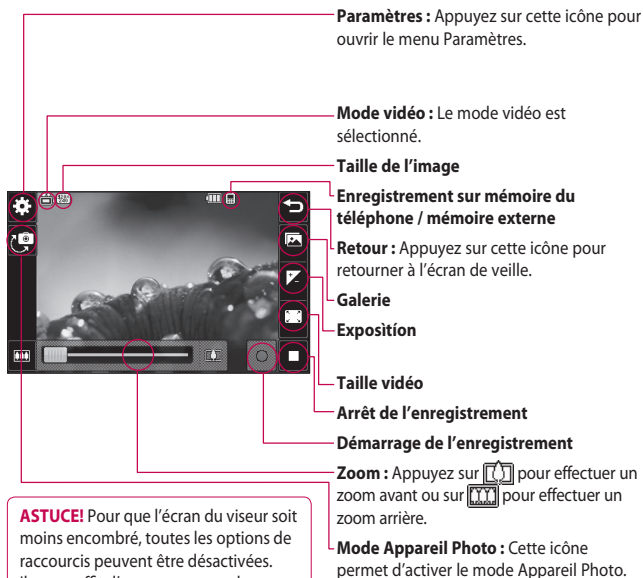 Paramètres : Appuyez sur cette icône pour
ouvrir le menu Paramètres.
Mode vidéo : Le mode vidéo est
sélectionné.
Taille de l'image
Enregistrement sur mémoire du
téléphone / mémoire externe
Retour : Appuyez sur cette icône pour
retourner à l'écran de veille.
Galerie
Exposition
Taille vidéo
Arrêt de l'enregistrement
Démarrage de l'enregistrement
Zoom : Appuyez sur pour effectuer un
zoom avant ou sur pour effectuer un
zoom arrière.
Mode Appareil Photo : Cette icône
permet d'activer le mode Appareil Photo.
ASTUCE! Pour que l'écran du viseur soit
moins encombré, toutes les options de
raccourcis peuvent être désactivées.